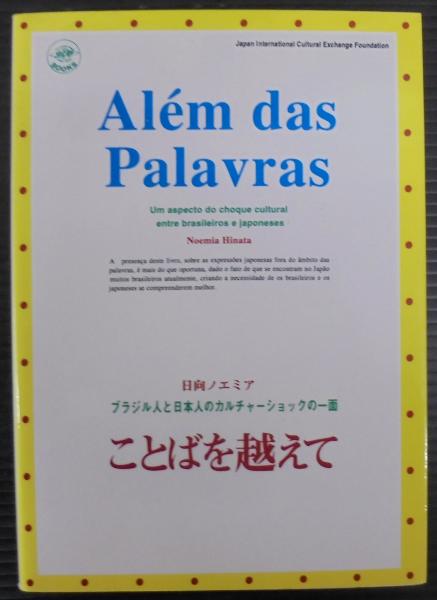 Japan International Cultural Exchange Foundation
BOOKS
Além das
Palavras
Um aspecto do choque cultural
entre brasileiros e japoneses
Noemia Hinata
A presença deste livro, sobre as expressões japonesas fora do âmbito das
palavras, é mais do que oportuna, dado o fato de que se encontram no Japão
muitos brasileiros atualmente, criando a necessidade de os brasileiros e os
japoneses se compreenderem melhor.
日向ノエミア
ブラジル人と日本人のカルチャーショックの一面
ことばを越えて